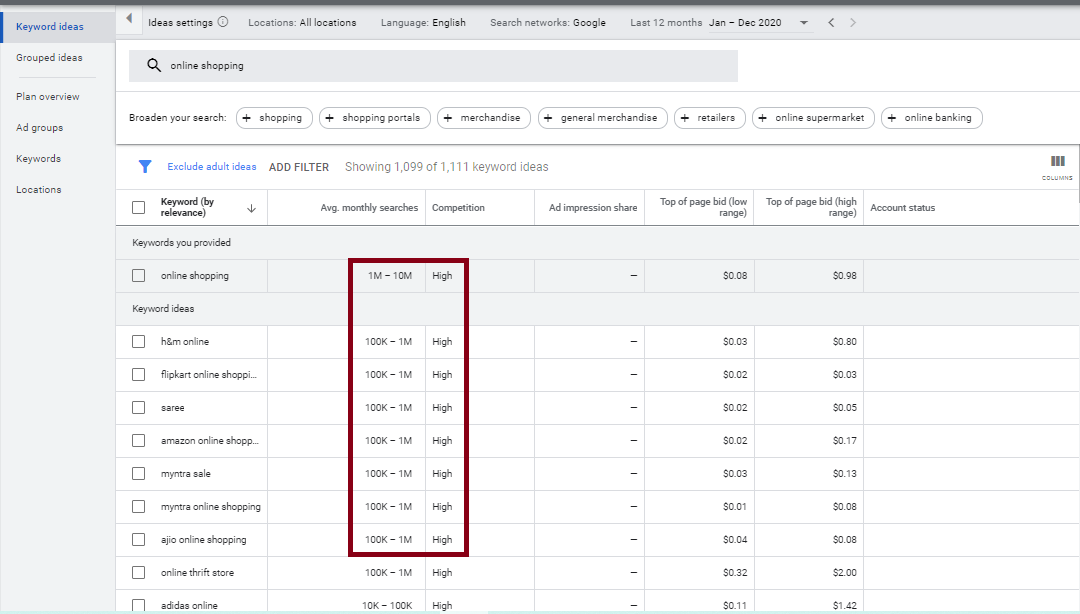 Keyword ideas
Grouped ideas
Plan overview
Ad groups
Keywords
Locations
Ideas settings Locations: All locations Language: English Search networks: Google Last 12 months Jan – Dec 2020
online shopping
Broaden your search: + shopping + shopping portals + merchandise + general merchandise + retailers + online supermarket + online banking
Exclude adult ideas ADD FILTER Showing 1,099 of 1,111 keyword ideas
COLUMNS
Keyword (by relevance) Avg. monthly searches Competition Ad impression share Top of page bid (low range) Top of page bid (high range) Account status
Keywords you provided
online shopping 1M – 10M High – $0.08 $0.98
Keyword ideas
h&m online 100K – 1M High – $0.03 $0.80
flipkart online shoppi... 100K – 1M High – $0.02 $0.03
saree 100K – 1M High – $0.02 $0.05
amazon online shopp... 100K – 1M High – $0.02 $0.17
myntra sale 100K – 1M High – $0.03 $0.13
myntra online shopping 100K – 1M High – $0.01 $0.08
ajio online shopping 100K – 1M High – $0.04 $0.08
online thrift store 100K – 1M High – $0.32 $2.00
adidas online 10K – 100K High – $0.11 $1.42